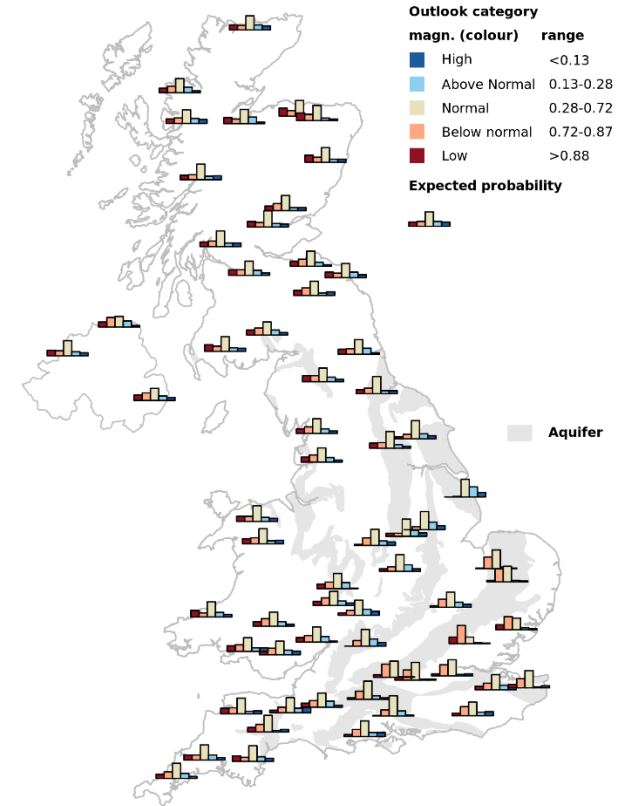 Outlook category
magn. (colour) range
High <0.13
Above Normal 0.13-0.28
Normal 0.28-0.72
Below normal 0.72-0.87
Low >0.88
Expected probability
Aquifer